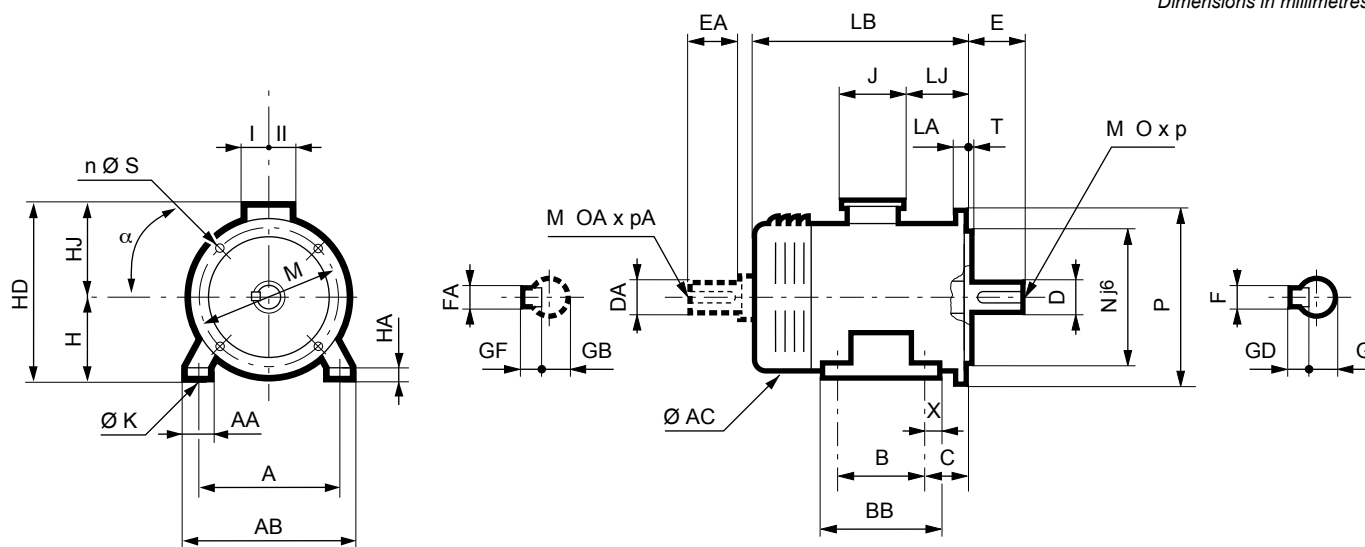 Dimensions in millimetres
EA
LB
E
J
LJ
I
II
LA
T
M O x p
n Ø S
M OA x pA
α
HJ
HD
M
H
HA
FA
DA
D
N j6
P
F
GF
GB
GD
G
Ø K
AA
Ø AC
X
A
B
C
AB
BB